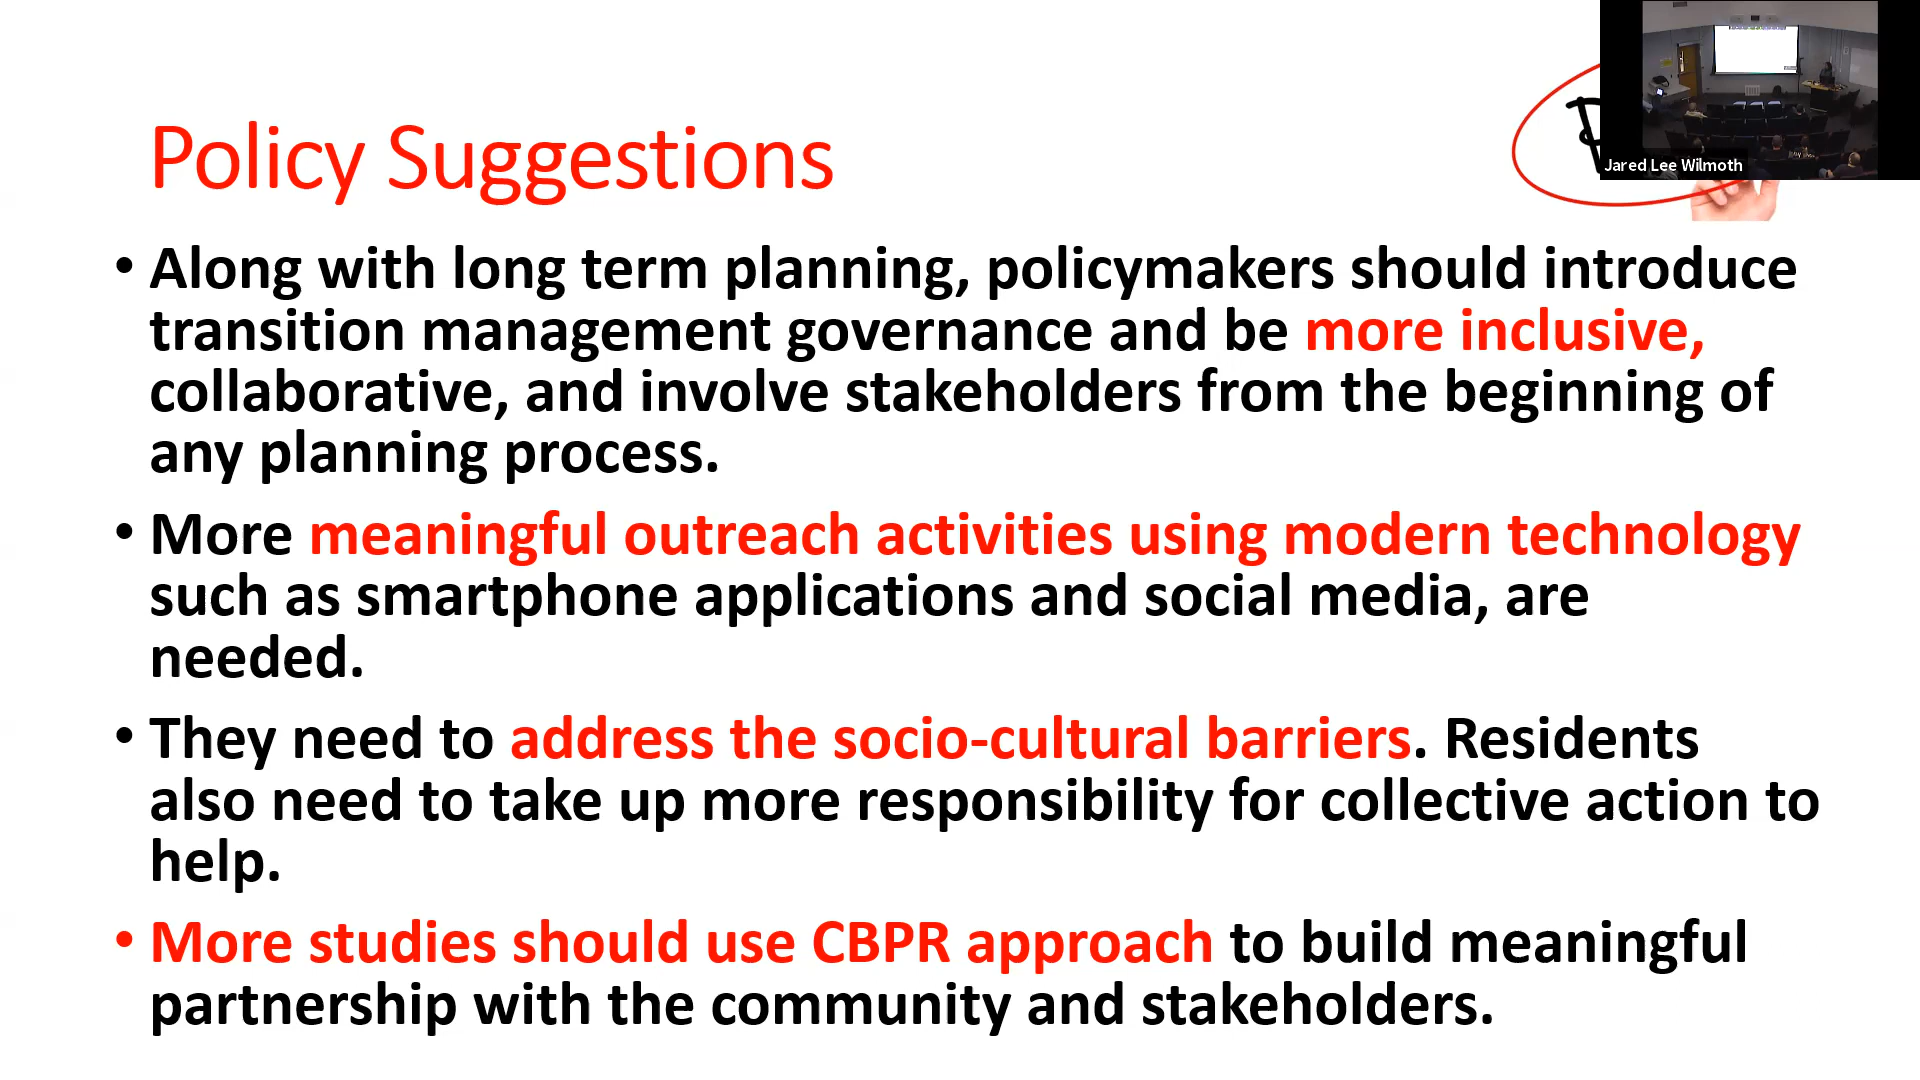 Policy Suggestions
Jared Lee Wilmoth
• Along with long term planning, policymakers should introduce
transition management governance and be more inclusive,
collaborative, and involve stakeholders from the beginning of
any planning process.
• More meaningful outreach activities using modern technology
such as smartphone applications and social media, are
needed.
• They need to address the socio-cultural barriers. Residents
also need to take up more responsibility for collective action to
help.
• More studies should use CBPR approach to build meaningful
partnership with the community and stakeholders.